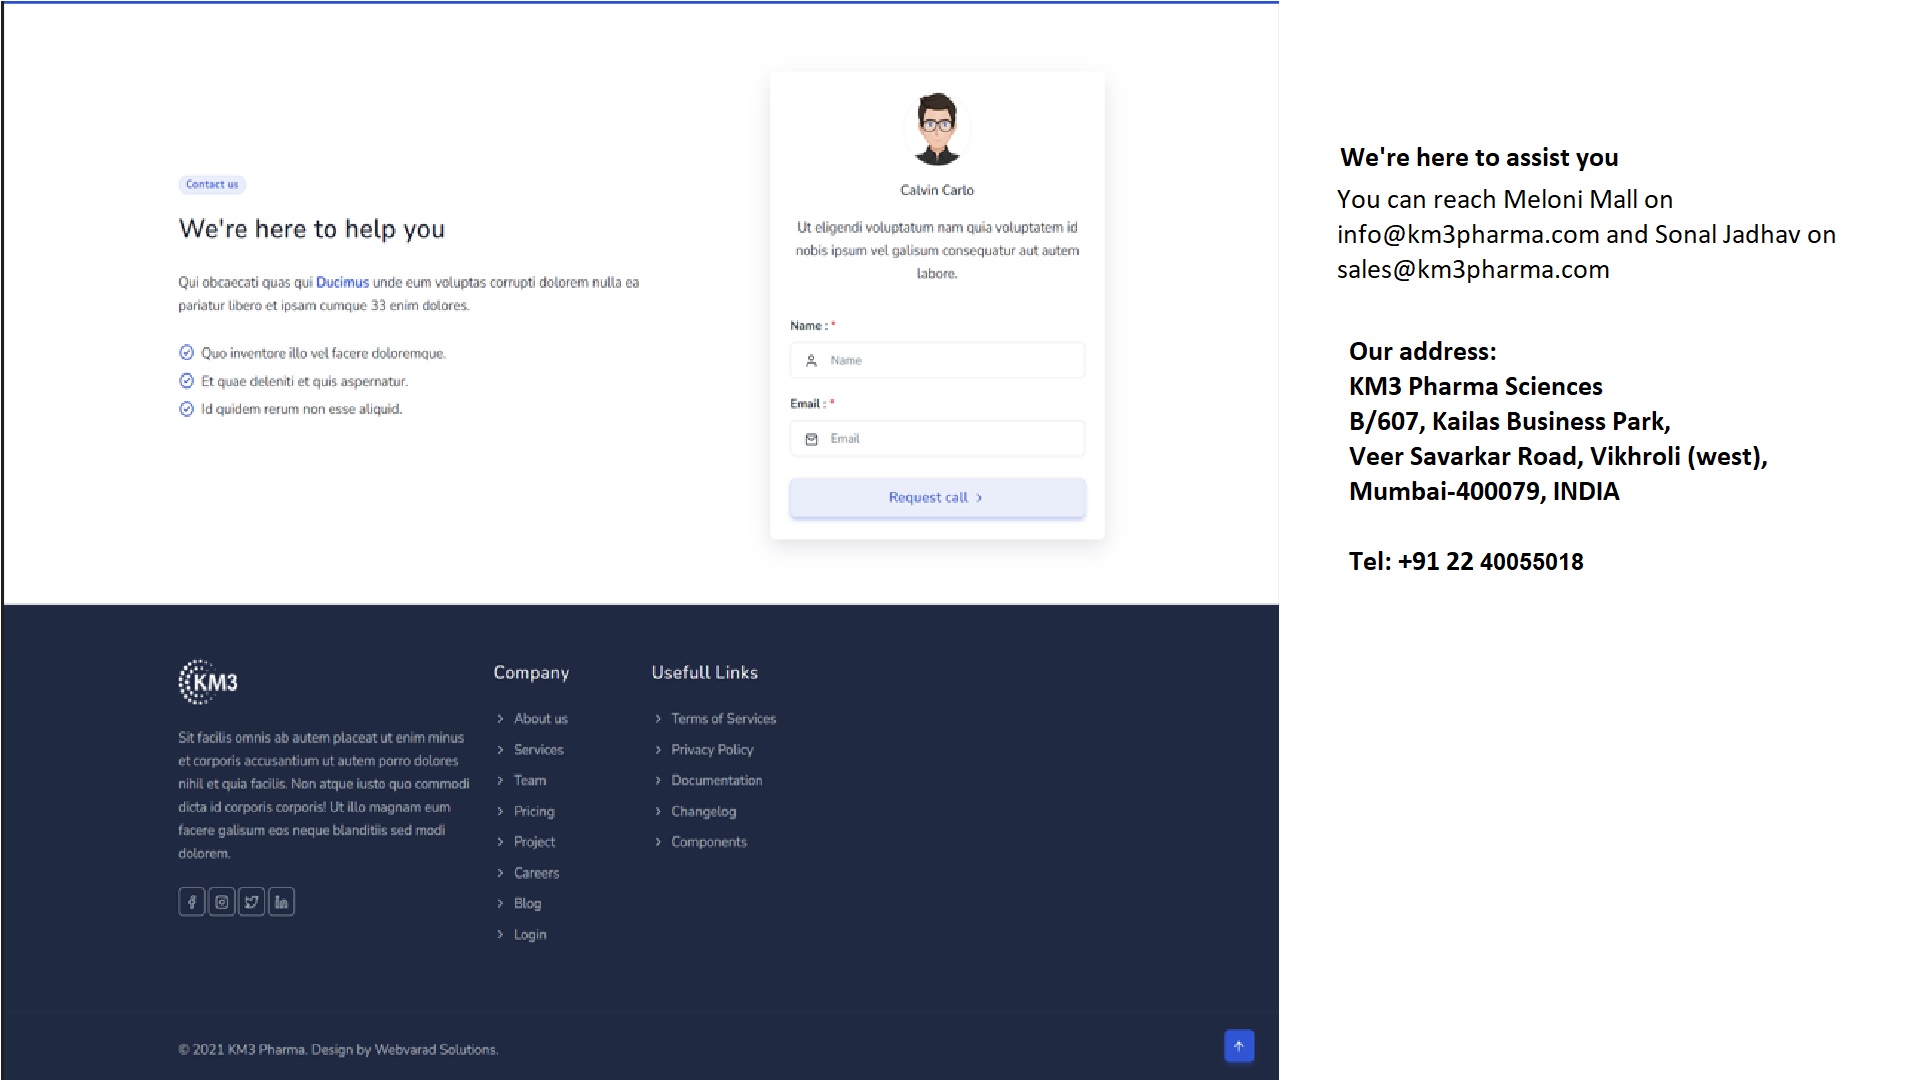 Contact us
We're here to help you
Qui obcaecati quas qui Ducimus unde eum voluptas corrupti dolorem nulla ea
pariatur libero et ipsam cumque 33 enim dolores.
Quo inventore illo vel facere doloremque.
Et quae deleniti et quis aspernatur.
Id quidem rerum non esse aliquid.
Calvin Carlo
Ut eligendi voluptatum nam quia voluptatem id
nobis ipsum vel galisum consequatur aut autem
labore.
Name : *
Name
Email : *
Email
Request call
We're here to assist you
You can reach Meloni Mall on
info@km3pharma.com and Sonal Jadhav on
sales@km3pharma.com
Our address:
KM3 Pharma Sciences
B/607, Kailas Business Park,
Veer Savarkar Road, Vikhroli (west),
Mumbai-400079, INDIA
Tel: +91 22 40055018
KM3
Sit facilis omnis ab autem placeat ut enim minus
et corporis accusantium ut autem porro dolores
nihil et quia facilis. Non atque iusto quo commodi
dicta id corporis corporis! Ut illo magnam eum
facere galisum eos neque blanditiis sed modi
dolorem.
Company
About us
Services
Team
Pricing
Project
Careers
Blog
Login
Usefull Links
Terms of Services
Privacy Policy
Documentation
Changelog
Components
© 2021 KM3 Pharma. Design by Webvarad Solutions.